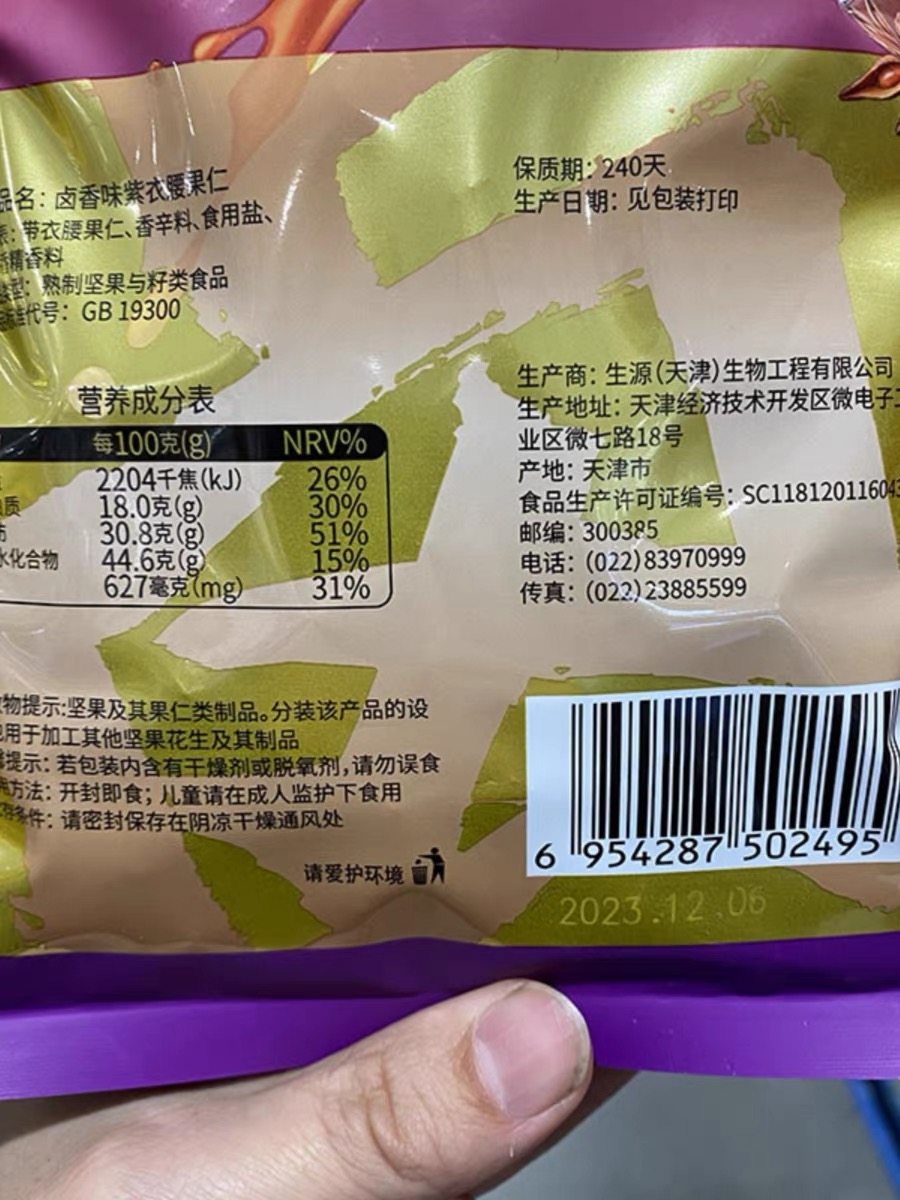 品名：卤香味紫衣腰果仁
：带衣腰果仁、香辛料、食用盐、
香精香料
型：熟制坚果与籽类食品
标准代号：GB 19300
保质期：240天
生产日期：见包装打印
营养成分表
每100克(g) NRV%
2204千焦(kJ) 26%
质 18.0克(g) 30%
30.8克(g) 51%
水化合物 44.6克(g) 15%
627毫克(mg) 31%
生产商：生源(天津)生物工程有限公司
生产地址：天津经济技术开发区微电子工
业区微七路18号
产地：天津市
食品生产许可证编号：SC118120116043
邮编：300385
电话：(022)83970999
传真：(022)23885599
物提示:坚果及其果仁类制品。分装该产品的设
用于加工其他坚果花生及其制品
提示：若包装内含有干燥剂或脱氧剂,请勿误食
方法：开封即食；儿童请在成人监护下食用
存条件：请密封保存在阴凉干燥通风处
请爱护环境
6 954287 502495
2023.12.06